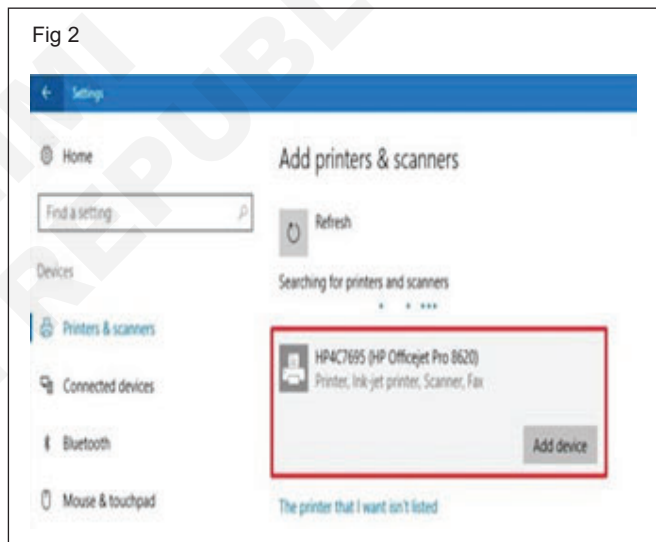 Fig 2
Settings
Home
Find a setting
Devices
Printers & scanners
Connected devices
Bluetooth
Mouse & touchpad
Add printers & scanners
Refresh
Searching for printers and scanners
HP4C7695 (HP Officejet Pro 8620)
Printer, Ink-jet printer, Scanner, Fax
Add device
The printer that I want isn't listed